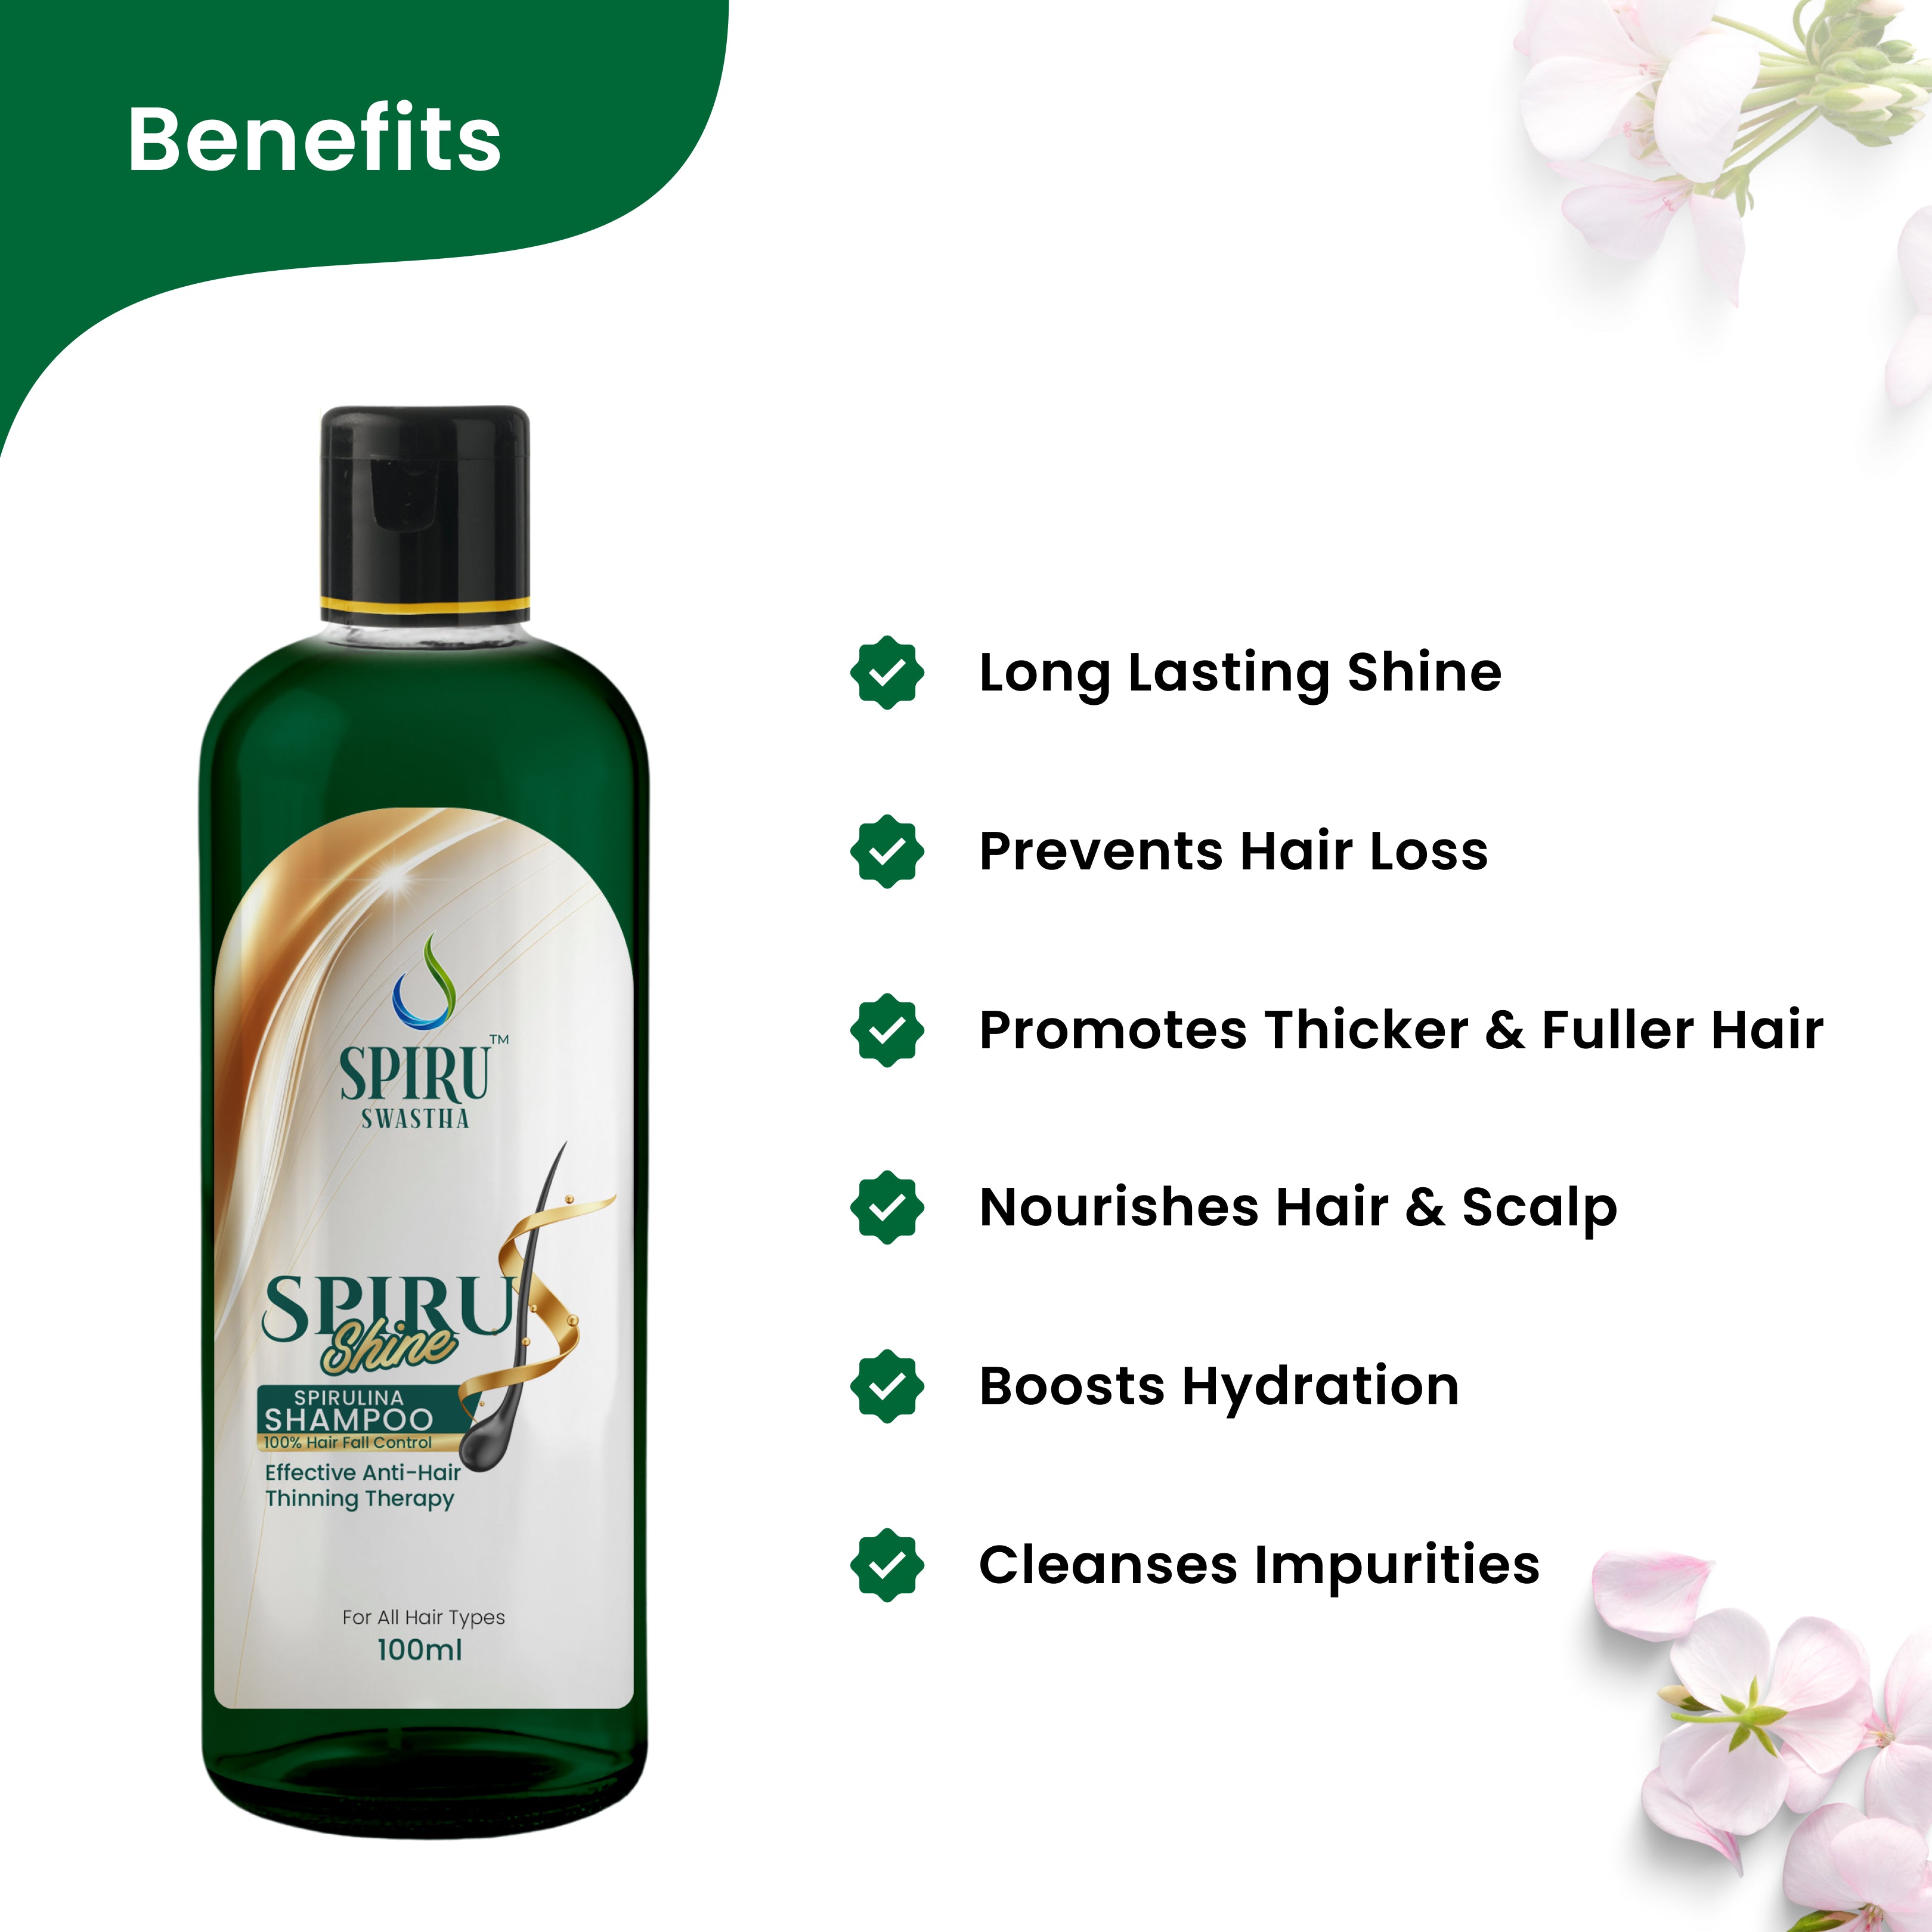 Benefits
SPIRU™
SWASTHA
SPIRU
Shine
SPIRULINA
SHAMPOO
100% Hair Fall Control
Effective Anti-Hair
Thinning Therapy
For All Hair Types
100ml
Long Lasting Shine
Prevents Hair Loss
Promotes Thicker & Fuller Hair
Nourishes Hair & Scalp
Boosts Hydration
Cleanses Impurities